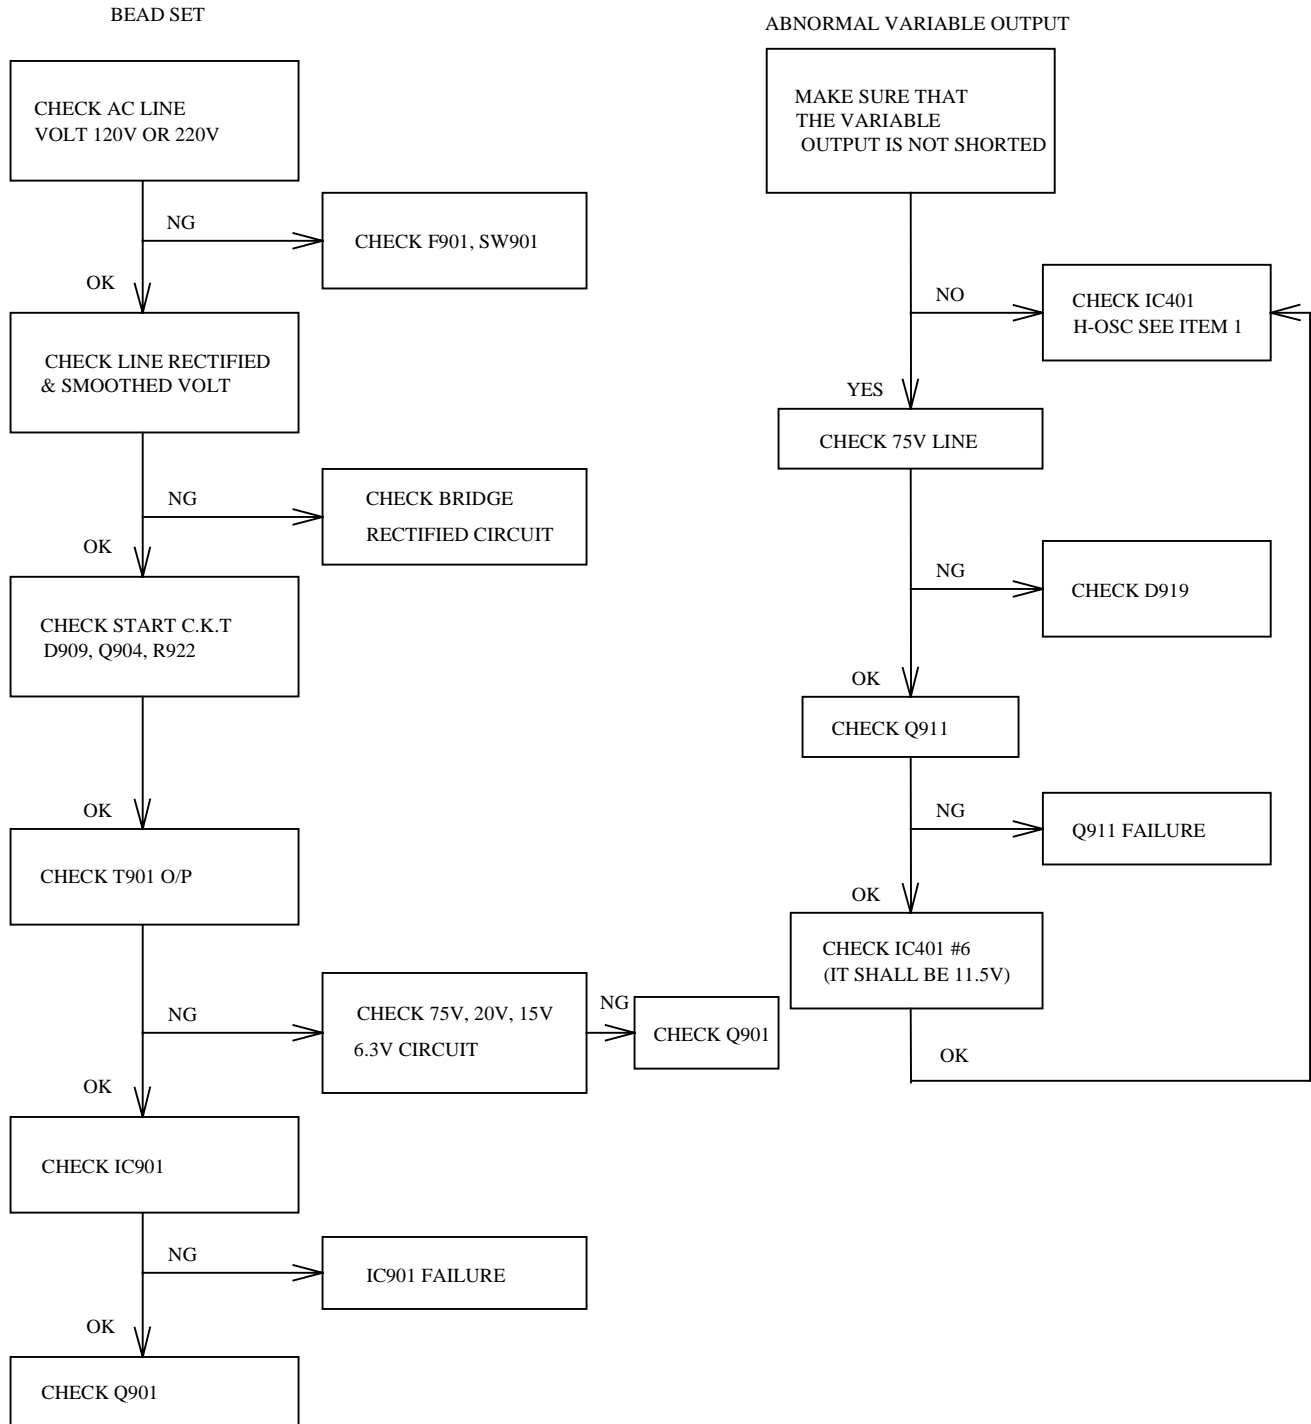 BEAD SET
CHECK AC LINE
VOLT 120V OR 220V
NG
CHECK F901, SW901
OK
CHECK LINE RECTIFIED
& SMOOTHED VOLT
NG
CHECK BRIDGE
RECTIFIED CIRCUIT
OK
CHECK START C.K.T
D909, Q904, R922
OK
CHECK T901 O/P
NG
CHECK 75V, 20V, 15V
6.3V CIRCUIT
NG
CHECK Q901
OK
CHECK IC901
NG
IC901 FAILURE
OK
CHECK Q901
ABNORMAL VARIABLE OUTPUT
MAKE SURE THAT
THE VARIABLE
OUTPUT IS NOT SHORTED
NO
CHECK IC401
H-OSC SEE ITEM 1
YES
CHECK 75V LINE
NG
CHECK D919
OK
CHECK Q911
NG
Q911 FAILURE
OK
CHECK IC401 #6
(IT SHALL BE 11.5V)
OK